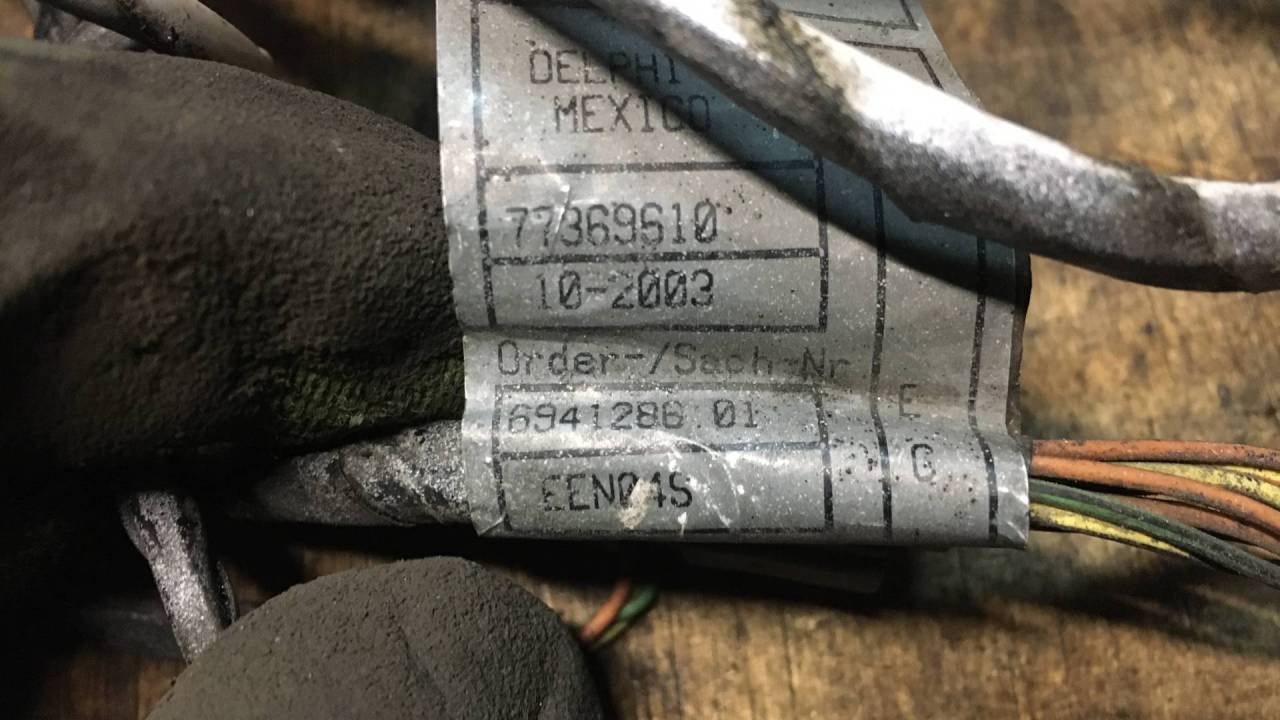 DELPHI
MEXICO
77369610
10-2003
Order-/Sach-Nr
6941286.01
EEN04S
E
G